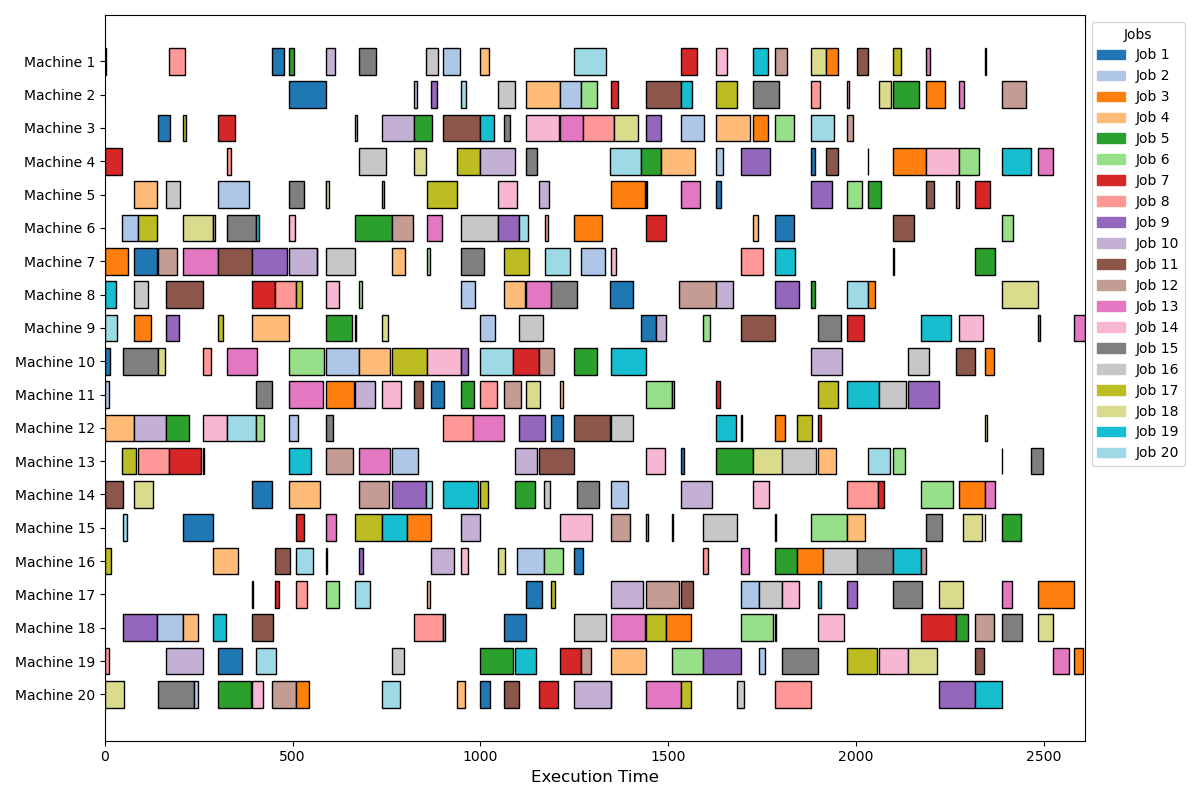 Machine 1
Machine 2
Machine 3
Machine 4
Machine 5
Machine 6
Machine 7
Machine 8
Machine 9
Machine 10
Machine 11
Machine 12
Machine 13
Machine 14
Machine 15
Machine 16
Machine 17
Machine 18
Machine 19
Machine 20
0 500 1000 1500 2000 2500
Execution Time
Jobs
Job 1
Job 2
Job 3
Job 4
Job 5
Job 6
Job 7
Job 8
Job 9
Job 10
Job 11
Job 12
Job 13
Job 14
Job 15
Job 16
Job 17
Job 18
Job 19
Job 20